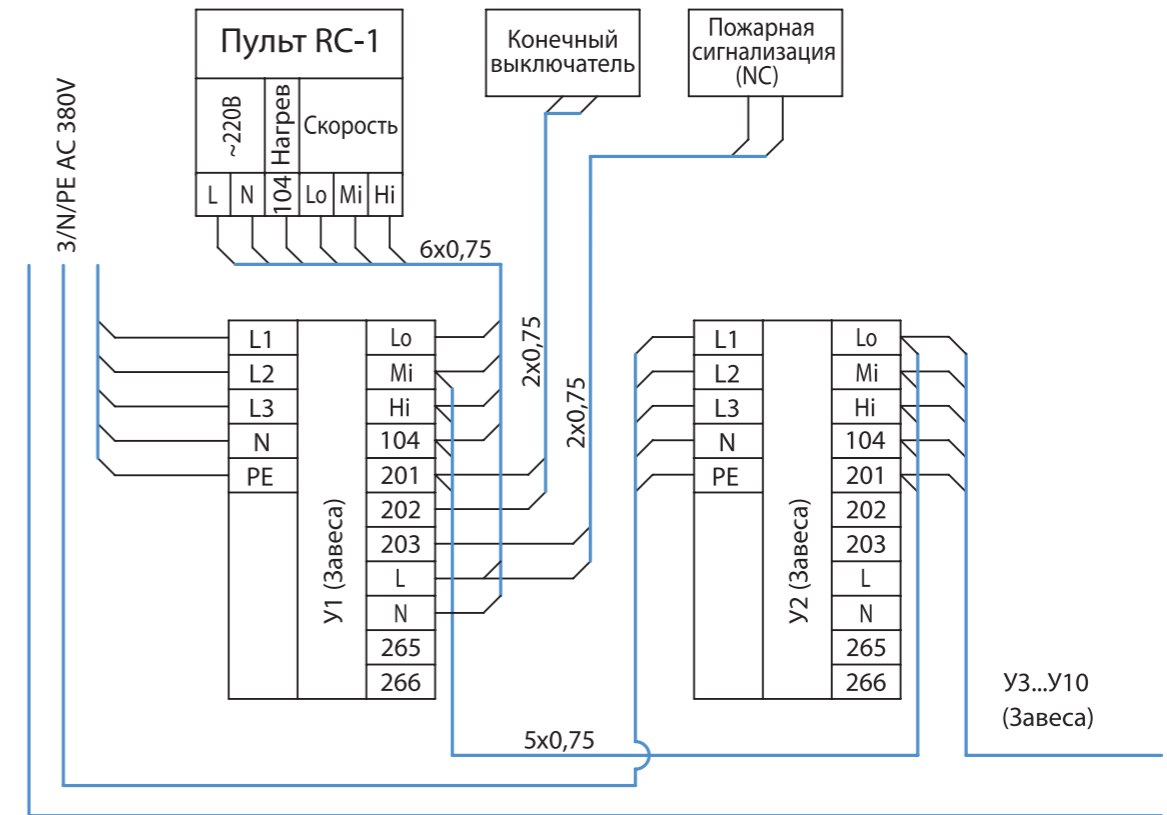 Пульт RC-1
~220В
Нагрев
Скорость
L
N
104
Lo
Mi
Hi
Конечный
выключатель
Пожарная
сигнализация
(NC)
3/N/PE AC 380V
6x0,75
2x0,75
2x0,75
L1
L2
L3
N
PE
У1 (Завеса)
Lo
Mi
Hi
104
201
202
203
L
N
265
266
L1
L2
L3
N
PE
У2 (Завеса)
Lo
Mi
Hi
104
201
202
203
L
N
265
266
У3...У10
(Завеса)
5x0,75